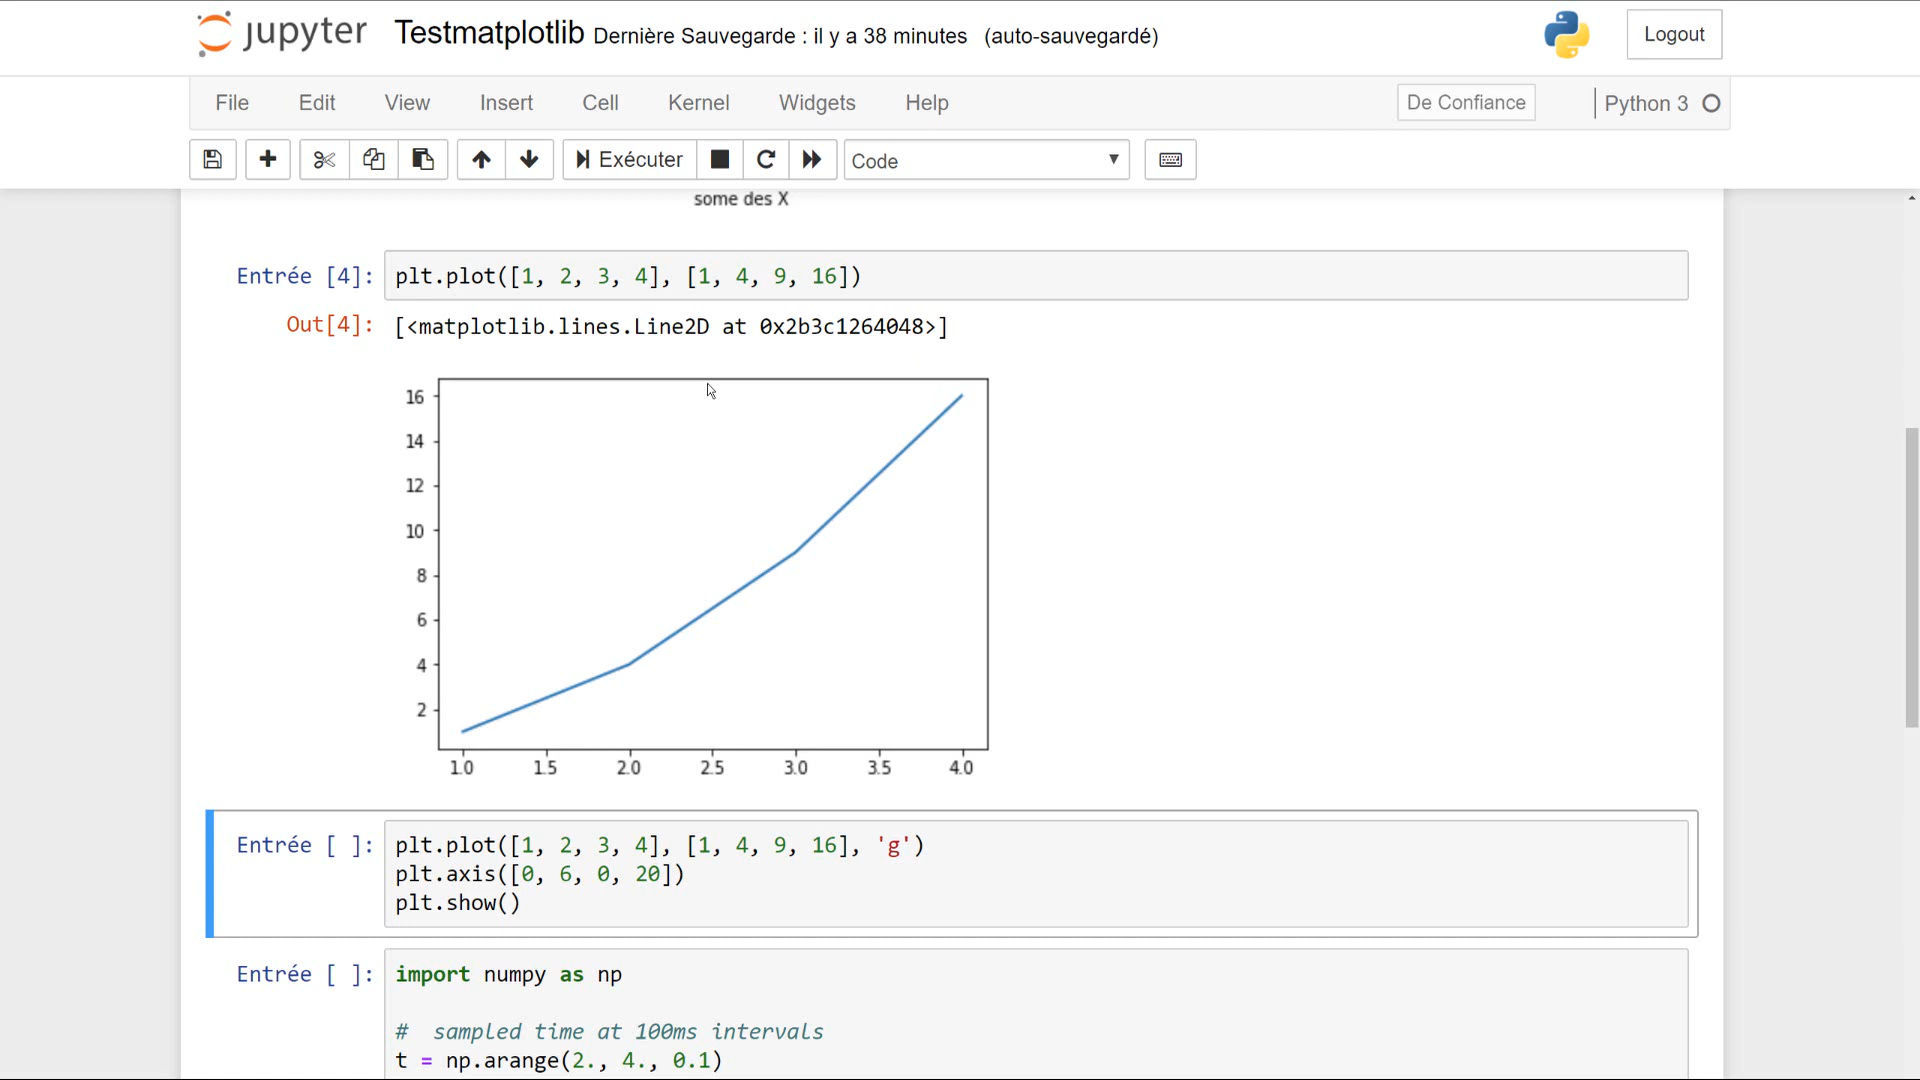 jupyter Testmatplotlib Dernière Sauvegarde : il y a 38 minutes (auto-sauvegardé) Logout
File Edit View Insert Cell Kernel Widgets Help De Confiance Python 3
Exécuter Code
some des X
Entrée [4]: plt.plot([1, 2, 3, 4], [1, 4, 9, 16])
Out[4]: [<matplotlib.lines.Line2D at 0x2b3c1264048>]
16
14
12
10
8
6
4
2
1.0 1.5 2.0 2.5 3.0 3.5 4.0
Entrée [ ]: plt.plot([1, 2, 3, 4], [1, 4, 9, 16], 'g')
plt.axis([0, 6, 0, 20])
plt.show()
Entrée [ ]: import numpy as np
# sampled time at 100ms intervals
t = np.arange(2., 4., 0.1)